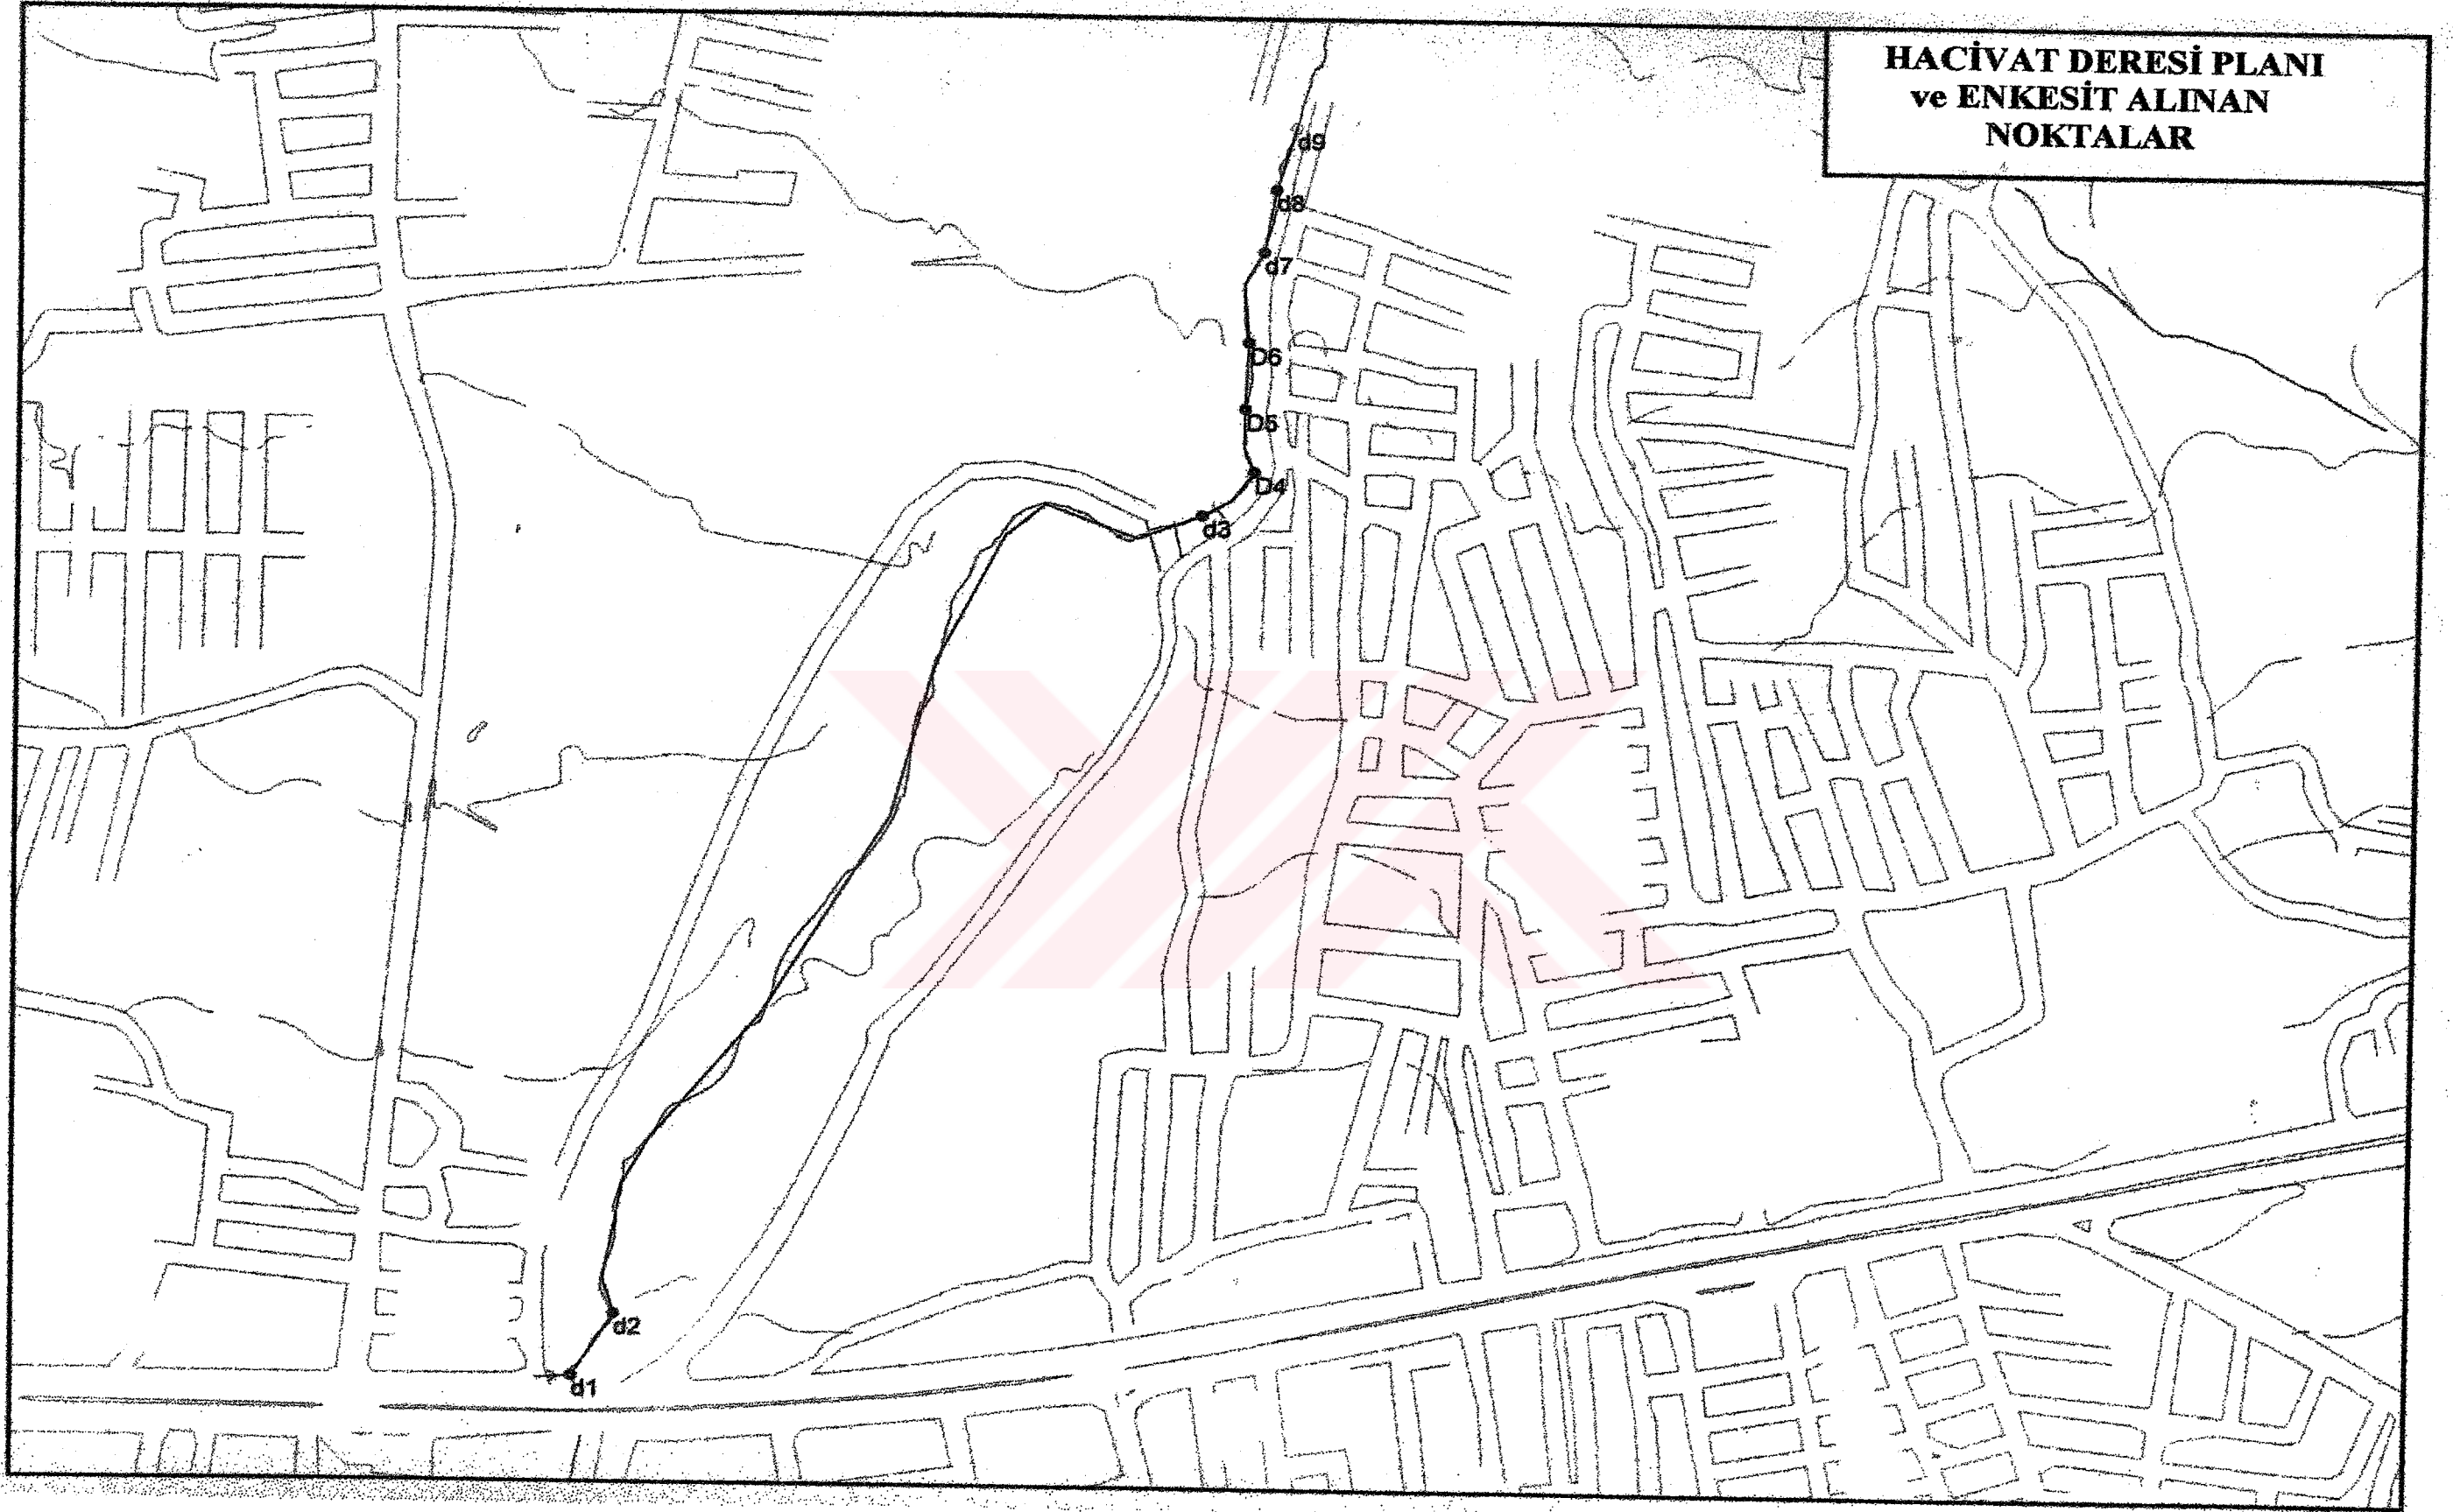 HACİVAT DERESİ PLANI
ve ENKESİT ALINAN
NOKTALAR
d9
d8
d7
D6
D5
D4
d3
d2
d1